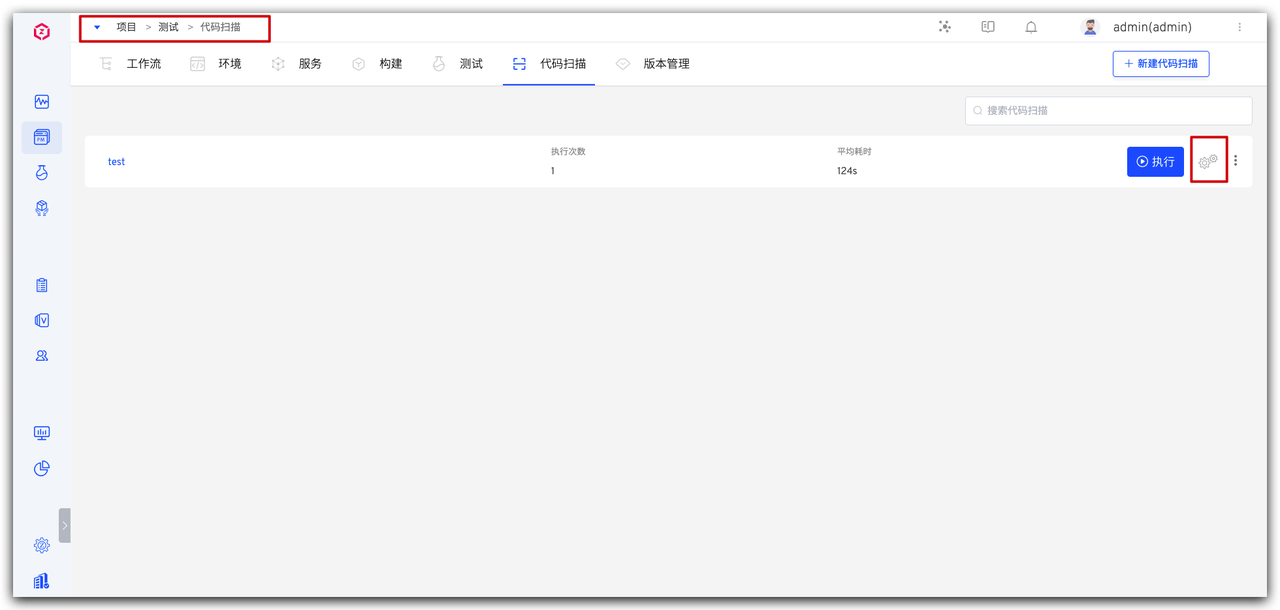 项目 > 测试 > 代码扫描
admin(admin)
工作流 环境 服务 构建 测试 代码扫描 版本管理
+ 新建代码扫描
搜索代码扫描
test
执行次数
1
平均耗时
124s
执行